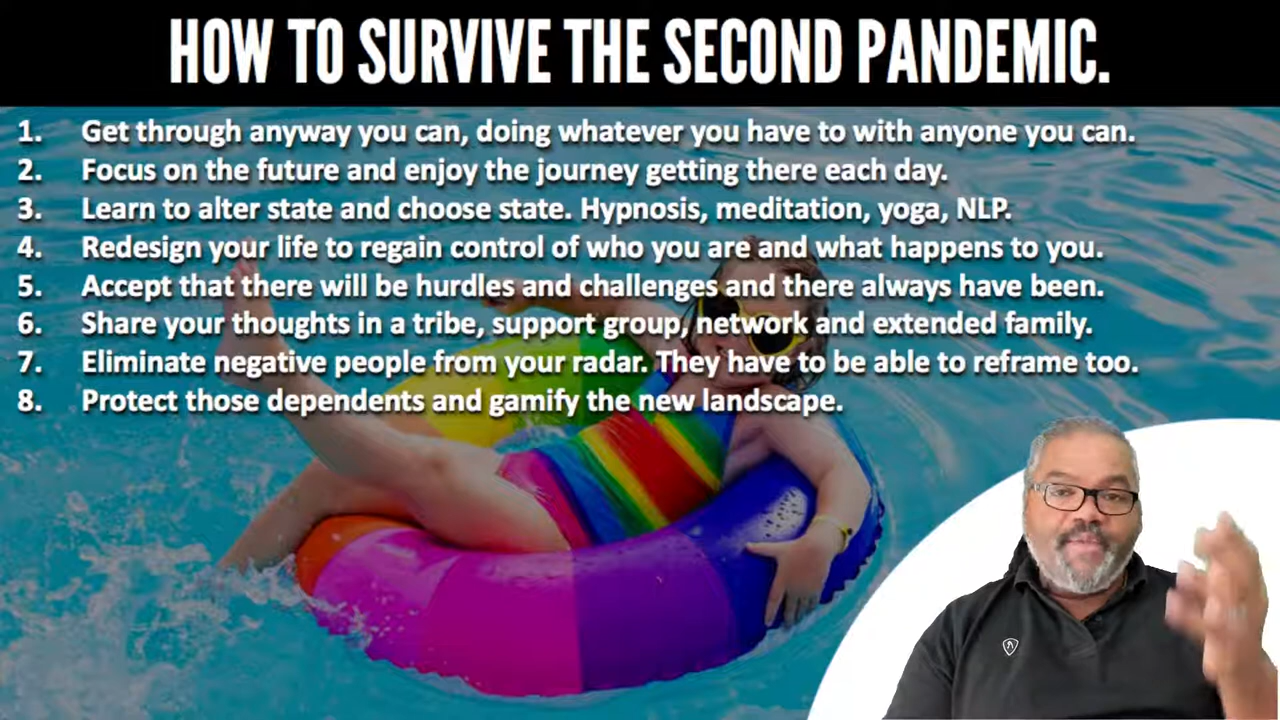 HOW TO SURVIVE THE SECOND PANDEMIC.
1. Get through anyway you can, doing whatever you have to with anyone you can.
2. Focus on the future and enjoy the journey getting there each day.
3. Learn to alter state and choose state. Hypnosis, meditation, yoga, NLP.
4. Redesign your life to regain control of who you are and what happens to you.
5. Accept that there will be hurdles and challenges and there always have been.
6. Share your thoughts in a tribe, support group, network and extended family.
7. Eliminate negative people from your radar. They have to be able to reframe too.
8. Protect those dependents and gamify the new landscape.